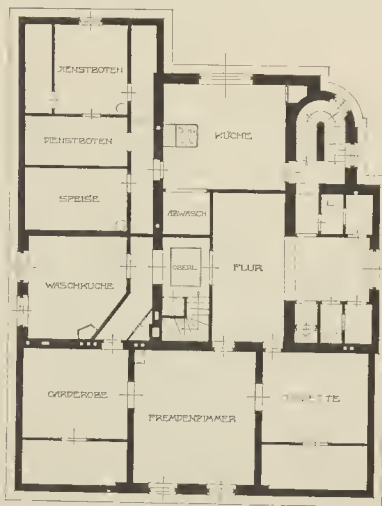 DIENSTBOTEN
DIENSTBOTEN
KÜCHE
SPEISE
ABWASCH
OBERL.
FLUR
WASCHKÜCHE
GARDEROBE
FREMDENZIMMER